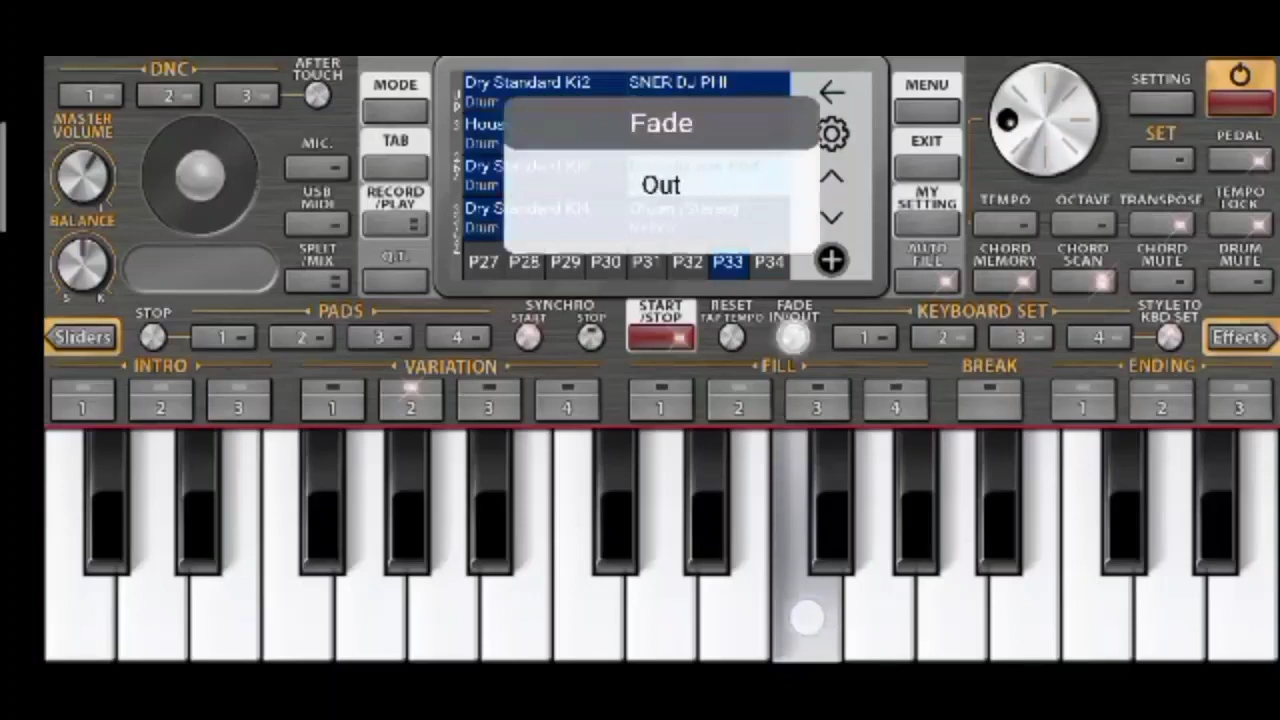 DNC
1 2 3
AFTER
TOUCH
MASTER
VOLUME
BALANCE
S K
MIC.
USB
MIDI
SPLIT
/MIX
MODE
TAB
RECORD
/PLAY
Dry Standard Ki2 SNER DJ PHI
Drum
Hous
Drum
Dry S
Drum
Dry Standard Kit4 Organ (Stereo)
Drum
Fade
Out
P27 P28 P29 P30 P31 P32 P33 P34
MENU
EXIT
MY
SETTING
AUTO
FILL
SETTING
SET
PEDAL
TEMPO
OCTAVE
TRANSPOSE
TEMPO
LOCK
CHORD
MEMORY
CHORD
SCAN
CHORD
MUTE
DRUM
MUTE
Sliders
STOP
PADS
1 2 3 4
SYNCHRO
START STOP
START
/STOP
RESET
TAP TEMPO
FADE
IN/OUT
KEYBOARD SET
1 2 3 4
STYLE TO
KBD SET
Effects
INTRO VARIATION FILL BREAK ENDING
1 2 3 1 2 3 4 1 2 3 4 1 2 3